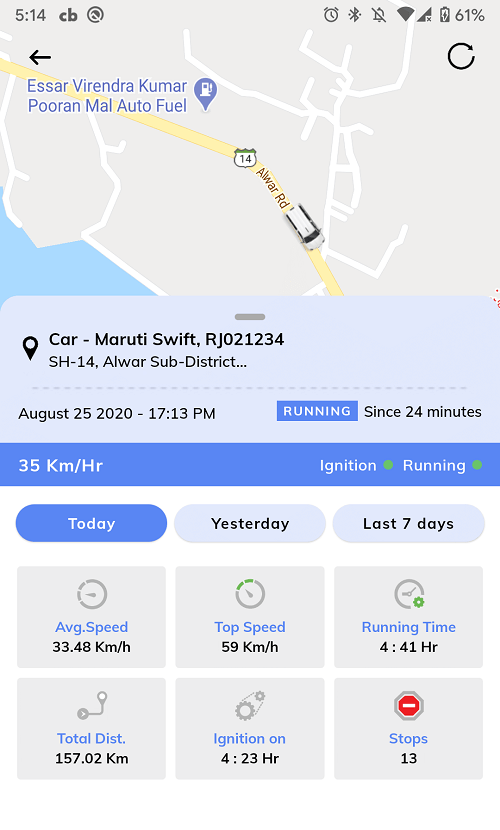 5:14 cb 61%
Essar Virendra Kumar
Pooran Mal Auto Fuel
14
Alwar Rd
Car - Maruti Swift, RJ021234
SH-14, Alwar Sub-District...
August 25 2020 - 17:13 PM RUNNING Since 24 minutes
35 Km/Hr Ignition Running
Today Yesterday Last 7 days
Avg.Speed Top Speed Running Time
33.48 Km/h 59 Km/h 4 : 41 Hr
Total Dist. Ignition on Stops
157.02 Km 4 : 23 Hr 13